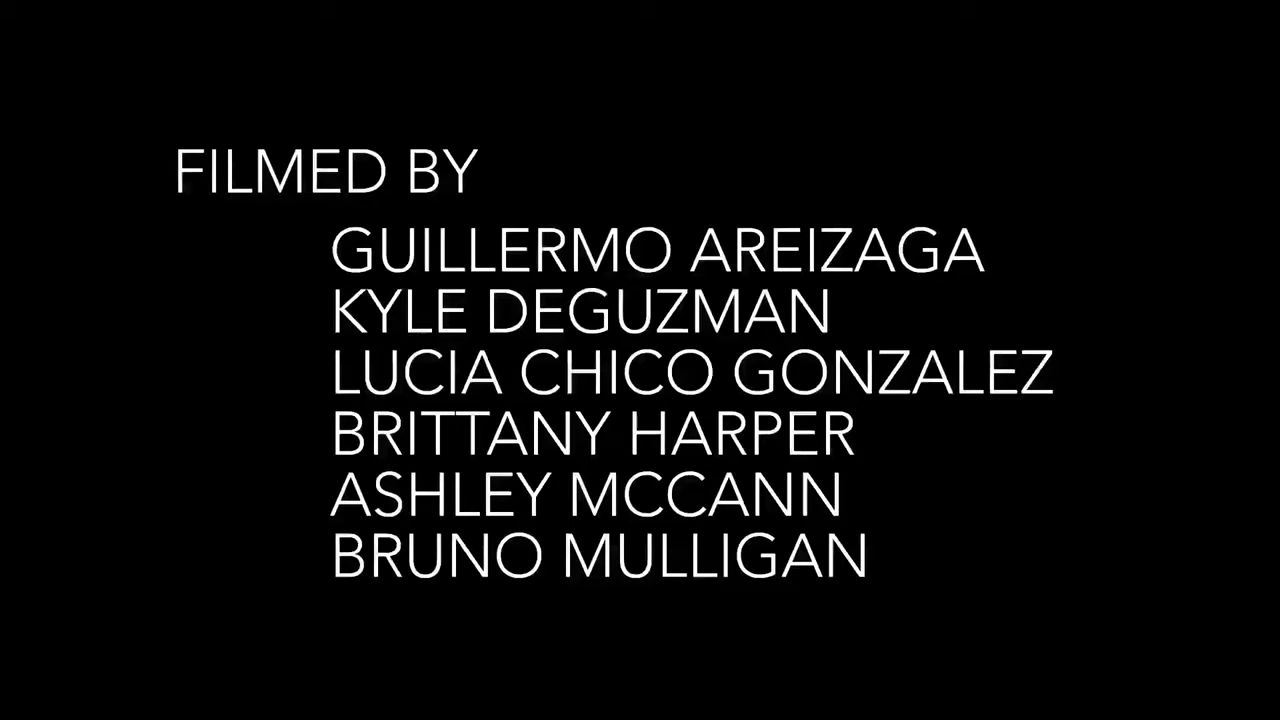 FILMED BY
GUILLERMO AREIZAGA
KYLE DEGUZMAN
LUCIA CHICO GONZALEZ
BRITTANY HARPER
ASHLEY MCCANN
BRUNO MULLIGAN